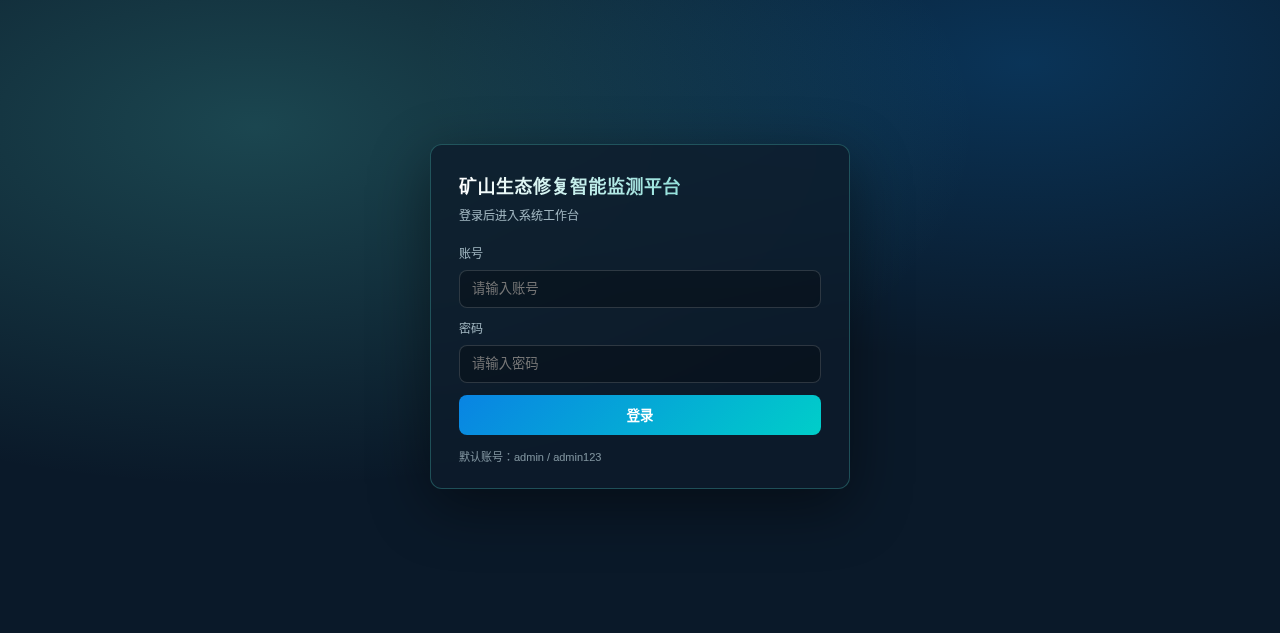 矿山生态修复智能监测平台
登录后进入系统工作台
账号
请输入账号
密码
请输入密码
登录
默认账号：admin / admin123